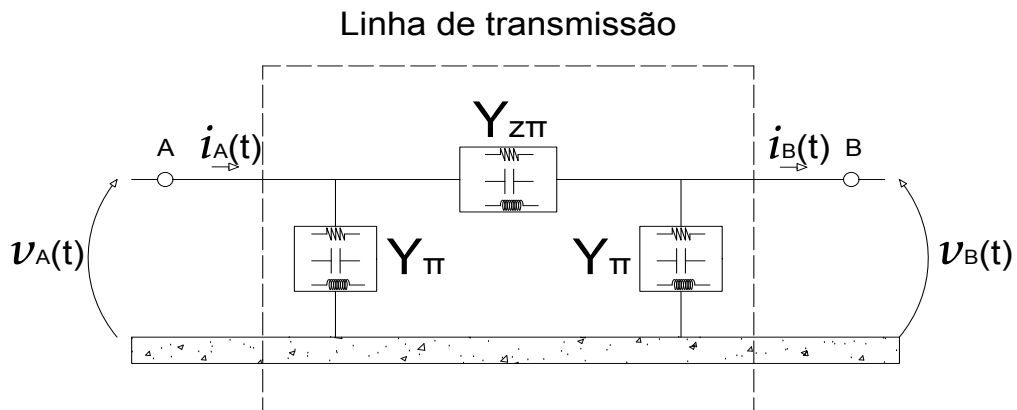 Linha de transmissão
Yzπ
A
iA(t)
iB(t)
B
vA(t)
Yπ
Yπ
vB(t)